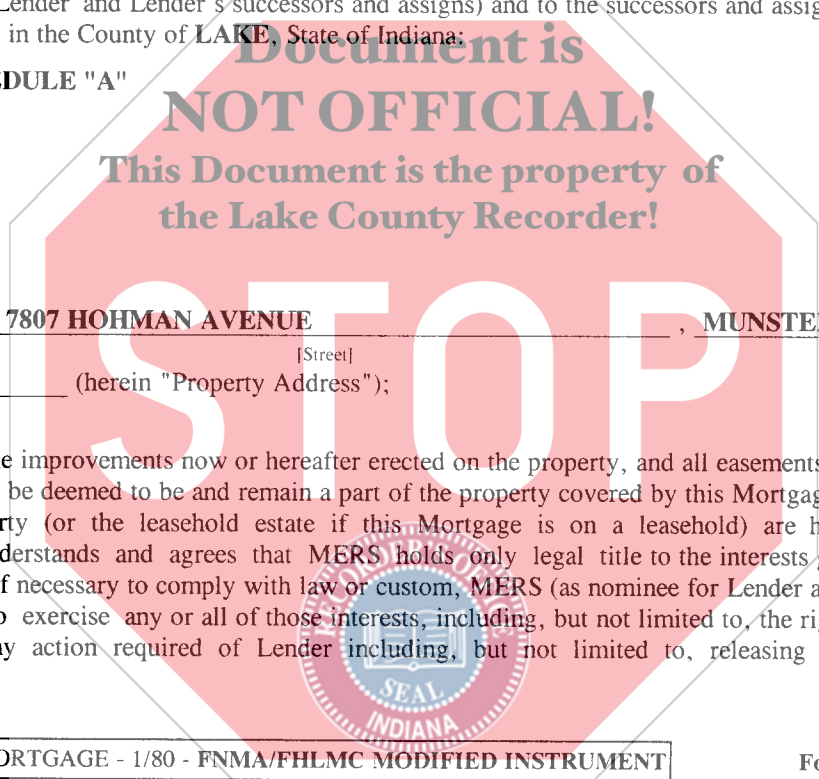 Lender and Lender's successors and assigns) and to the successors and assig
in the County of LAKE, State of Indiana:
Document is
EDULE "A"
NOT OFFICIAL!
This Document is the property of
the Lake County Recorder!
STOP
7807 HOHMAN AVENUE , MUNSTE
[Street]
(herein "Property Address");
e improvements now or hereafter erected on the property, and all easements
be deemed to be and remain a part of the property covered by this Mortgag
rty (or the leasehold estate if this Mortgage is on a leasehold) are h
derstands and agrees that MERS holds only legal title to the interests
f necessary to comply with law or custom, MERS (as nominee for Lender a
o exercise any or all of those interests, including, but not limited to, the rig
y action required of Lender including, but not limited to, releasing
RECORDER'S OFFICE
SEAL
INDIANA
ORTGAGE - 1/80 - FNMA/FHLMC MODIFIED INSTRUMENT Fo